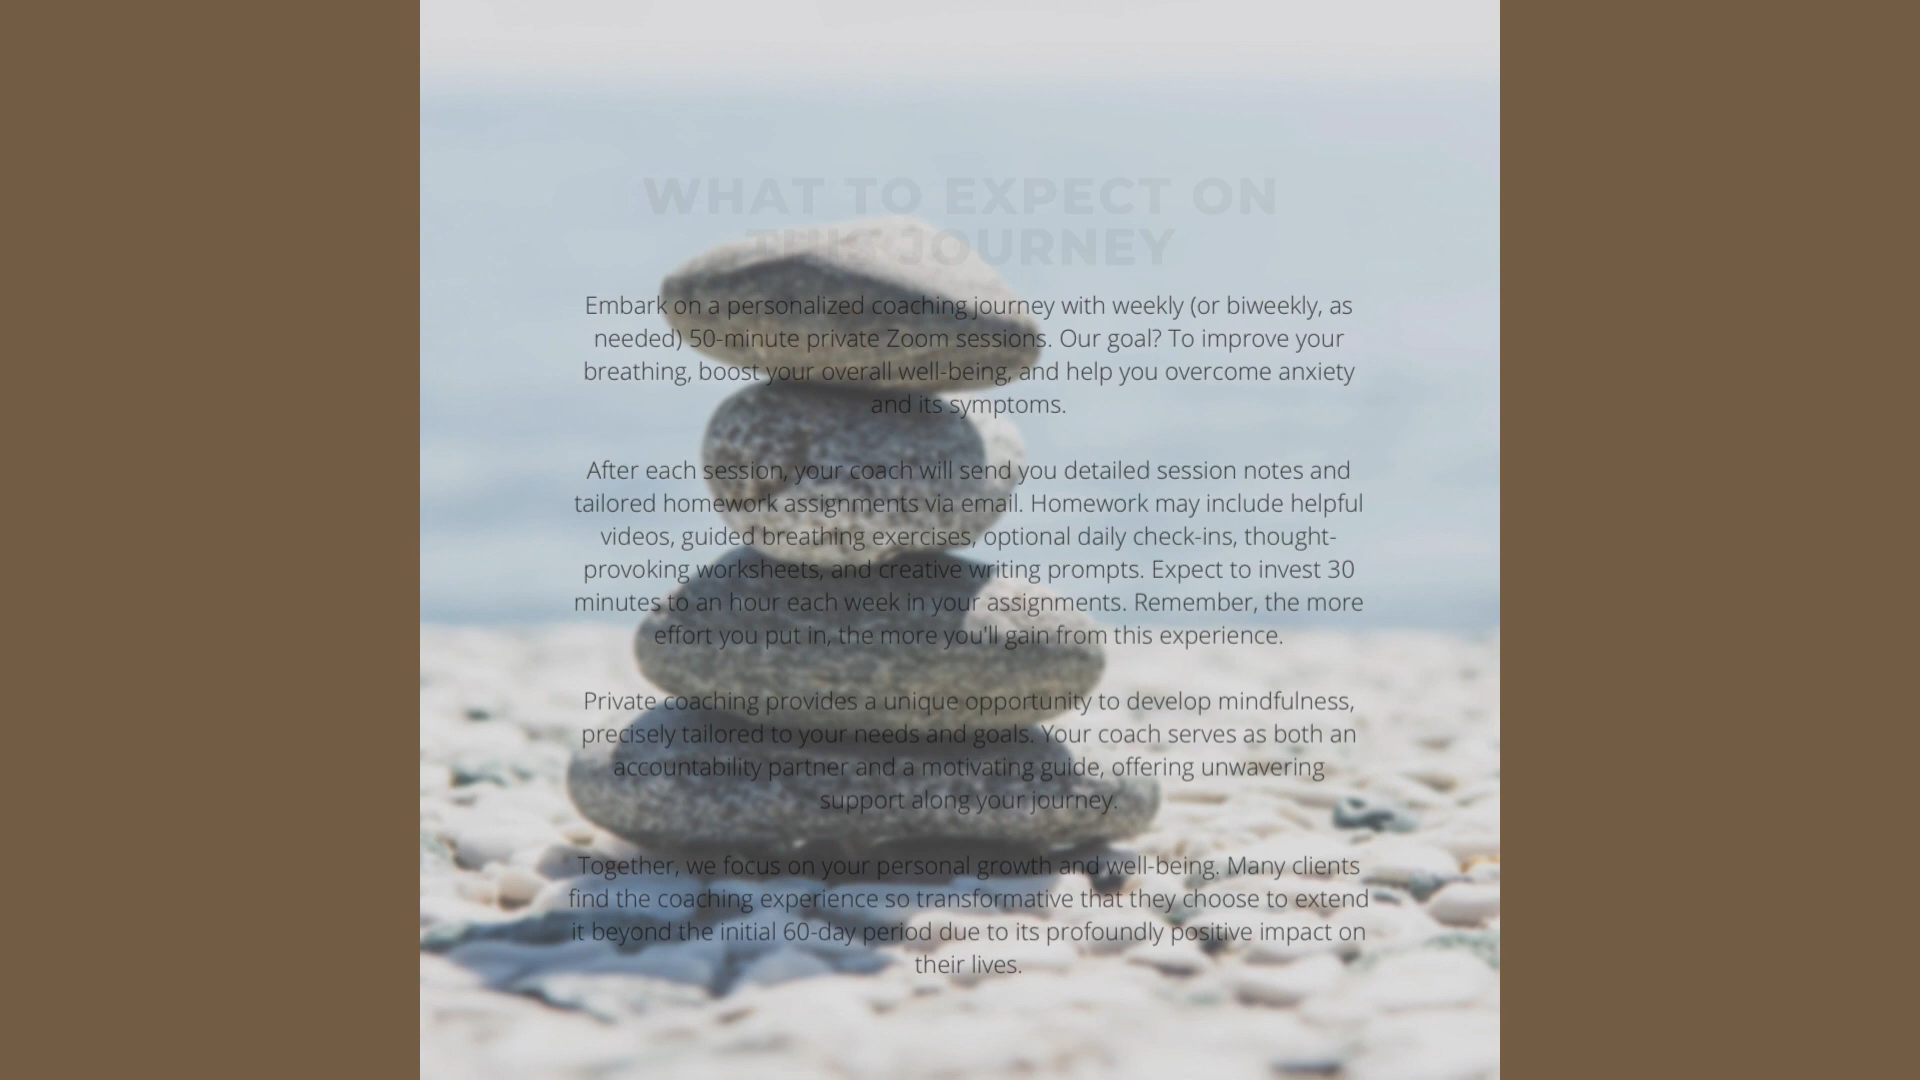 WHAT TO EXPECT ON
THIS JOURNEY
Embark on a personalized coaching journey with weekly (or biweekly, as
needed) 50-minute private Zoom sessions. Our goal? To improve your
breathing, boost your overall well-being, and help you overcome anxiety
and its symptoms.
After each session, your coach will send you detailed session notes and
tailored homework assignments via email. Homework may include helpful
videos, guided breathing exercises, optional daily check-ins, thought-
provoking worksheets, and creative writing prompts. Expect to invest 30
minutes to an hour each week in your assignments. Remember, the more
effort you put in, the more you'll gain from this experience.
Private coaching provides a unique opportunity to develop mindfulness,
precisely tailored to your needs and goals. Your coach serves as both an
accountability partner and a motivating guide, offering unwavering
support along your journey.
Together, we focus on your personal growth and well-being. Many clients
find the coaching experience so transformative that they choose to extend
it beyond the initial 60-day period due to its profoundly positive impact on
their lives.